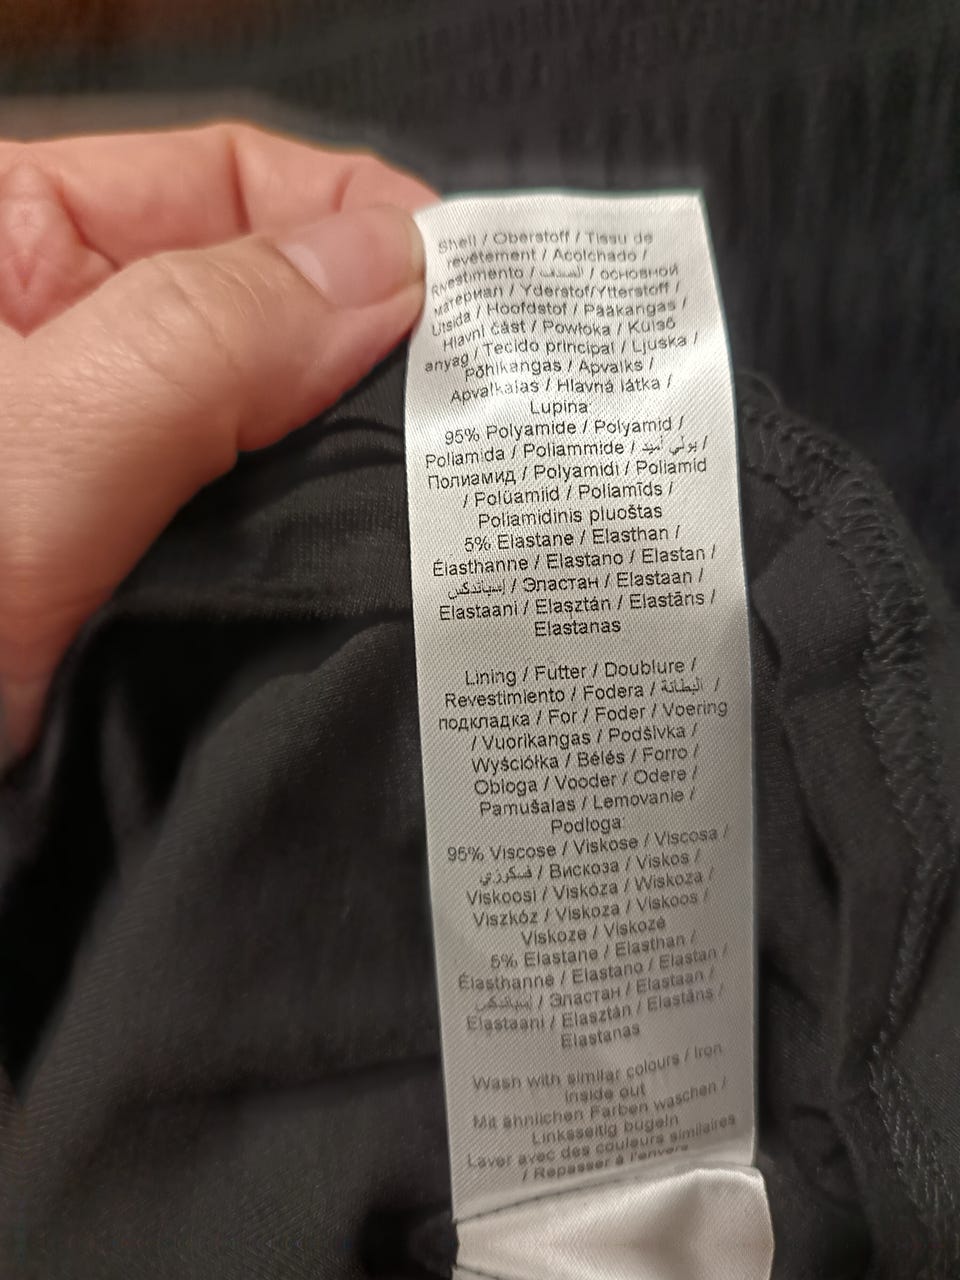 Shell / Oberstoff / Tissu de
revêtement / Acolchado /
Rivestimento / الصدف / основной
материал / Yderstof/Ytterstoff /
Utsida / Hoofdstof / Pääkangas /
Hlavní část / Powłoka / Külső
anyag / Tecido principal / Ljuska /
Põhikangas / Apvalks /
Apvalkalas / Hlavná látka /
Lupina:
95% Polyamide / Polyamid /
Poliamida / Poliammide / بولي أميد /
Полиамид / Polyamidi / Poliamid
/ Polüamiid / Poliamīds /
Poliamidinis pluoštas
5% Elastane / Elasthan /
Élasthanne / Elastano / Elastan /
إسباندكس / Эластан / Elastaan /
Elastaani / Elasztán / Elastāns /
Elastanas
Lining / Futter / Doublure /
Revestimiento / Fodera / البطانة /
подкладка / For / Foder / Voering
/ Vuorikangas / Podšívka /
Wyściółka / Bélés / Forro /
Obloga / Vooder / Odere /
Pamušalas / Lemovanie /
Podloga:
95% Viscose / Viskose / Viscosa /
فسكوزي / Вискоза / Viskos /
Viskoosi / Viskóza / Wiskoza /
Viszkóz / Viskoza / Viskoos /
Viskoze / Viskozė
5% Elastane / Elasthan /
Élasthanne / Elastano / Elastan /
إسباندكس / Эластан / Elastaan /
Elastaani / Elasztán / Elastāns /
Elastanas
Wash with similar colours / Iron
inside out
Mit ähnlichen Farben waschen /
Linksseitig bügeln
Laver avec des couleurs similaires
/ Repasser à l'envers